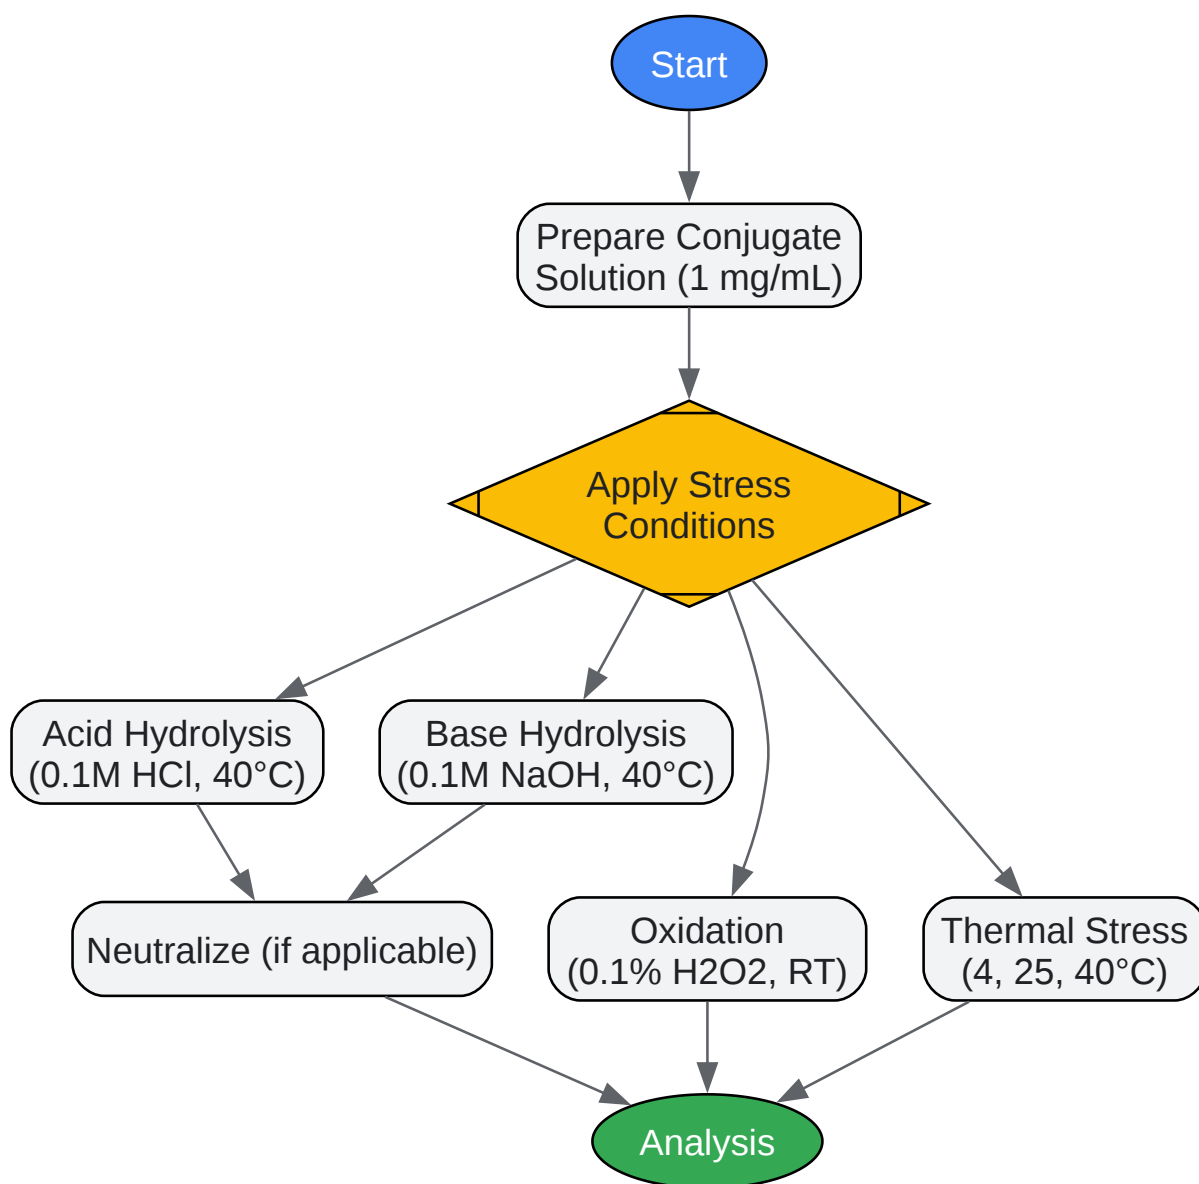 Start
Prepare Conjugate
Solution (1 mg/mL)
Apply Stress
Conditions
Acid Hydrolysis
(0.1M HCl, 40°C)
Base Hydrolysis
(0.1M NaOH, 40°C)
Neutralize (if applicable)
Oxidation
(0.1% H2O2, RT)
Thermal Stress
(4, 25, 40°C)
Analysis